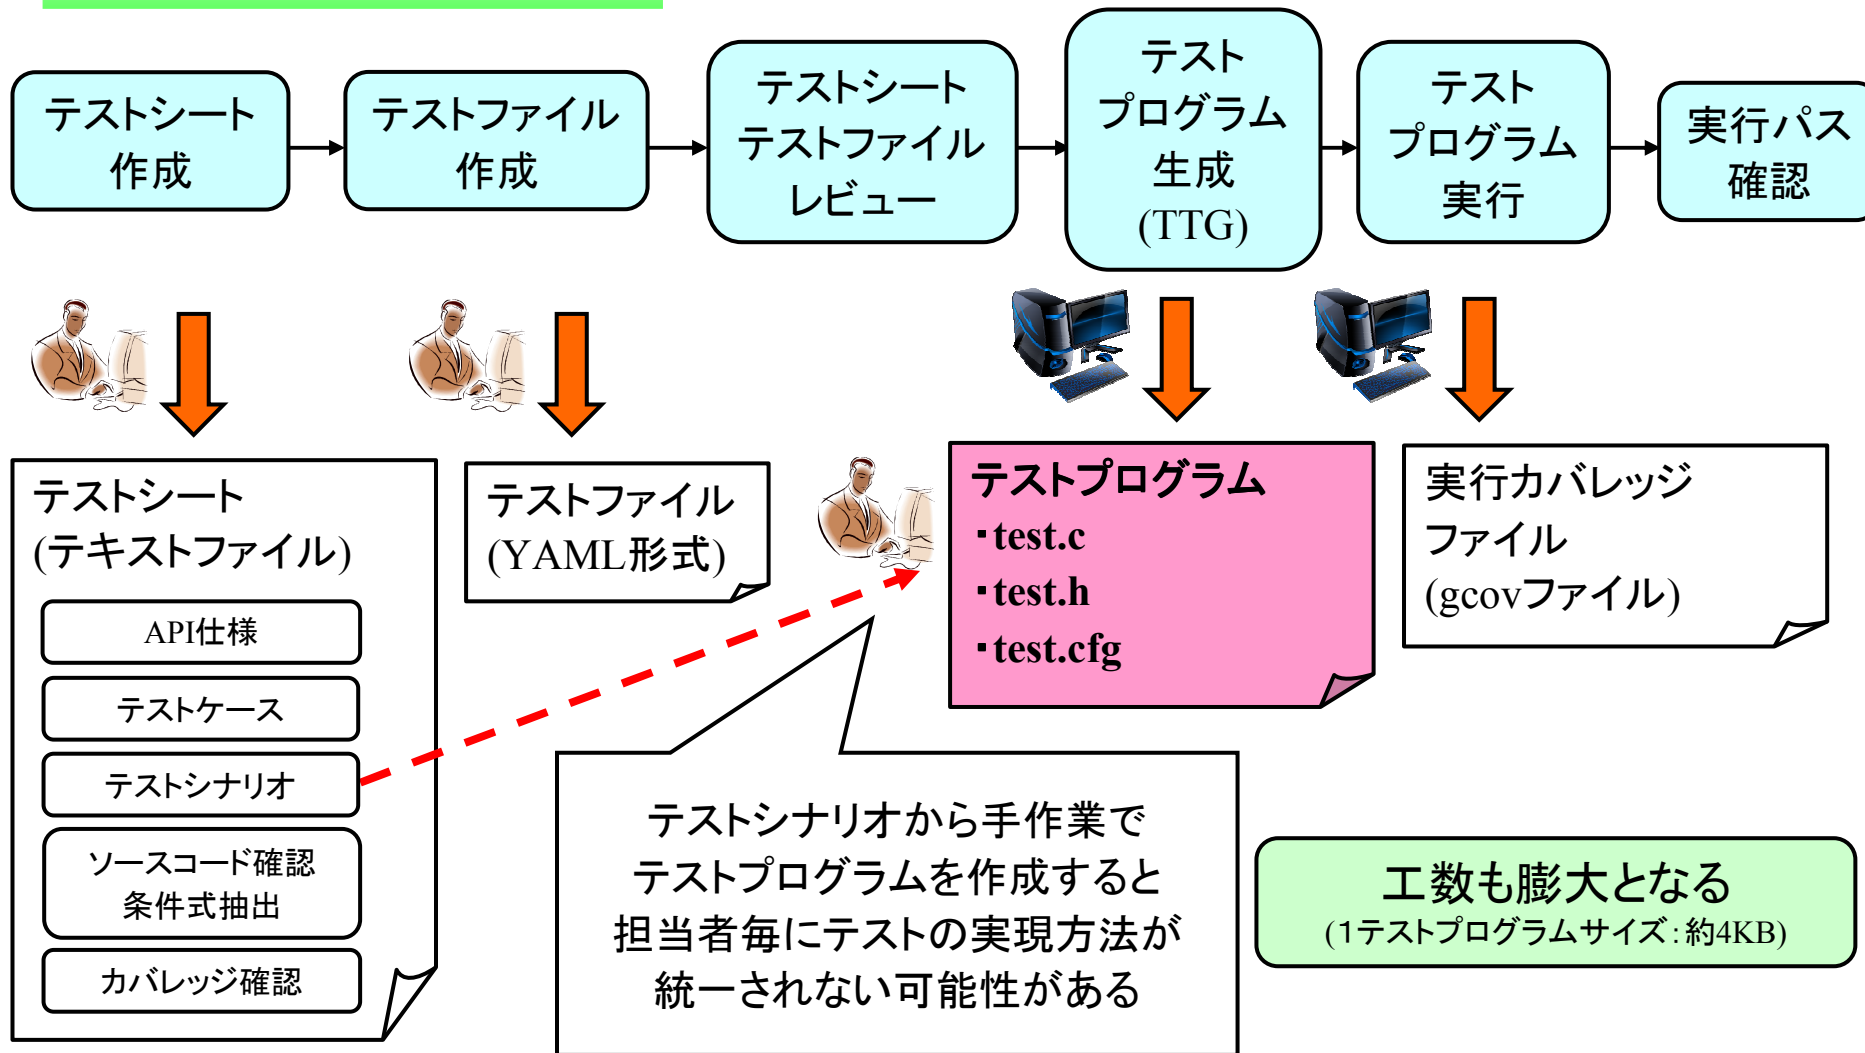 テストシート
作成
テストファイル
作成
テストシート
テストファイル
レビュー
テスト
プログラム
生成
(TTG)
テスト
プログラム
実行
実行パス
確認
テストシート
(テキストファイル)
API仕様
テストケース
テストシナリオ
ソースコード確認
条件式抽出
カバレッジ確認
テストファイル
(YAML形式)
テストプログラム
・test.c
・test.h
・test.cfg
実行カバレッジ
ファイル
(gcovファイル)
テストシナリオから手作業で
テストプログラムを作成すると
担当者毎にテストの実現方法が
統一されない可能性がある
工数も膨大となる
(１テストプログラムサイズ：約4KB)